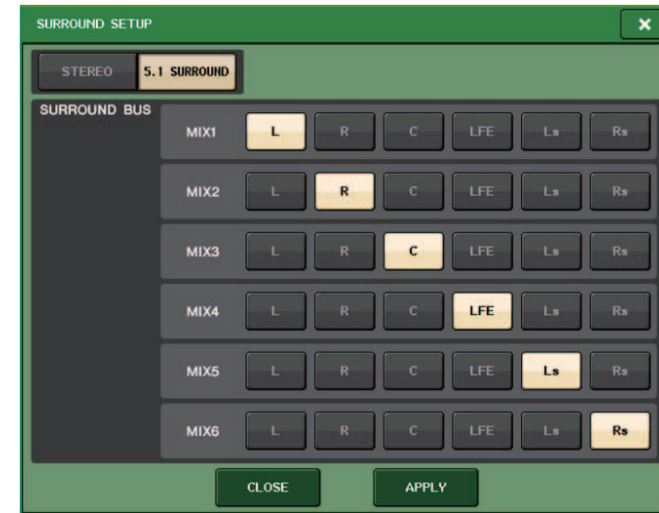 SURROUND SETUP
STEREO 5.1 SURROUND
SURROUND BUS
MIX1 L R C LFE Ls Rs
MIX2 L R C LFE Ls Rs
MIX3 L R C LFE Ls Rs
MIX4 L R C LFE Ls Rs
MIX5 L R C LFE Ls Rs
MIX6 L R C LFE Ls Rs
CLOSE APPLY